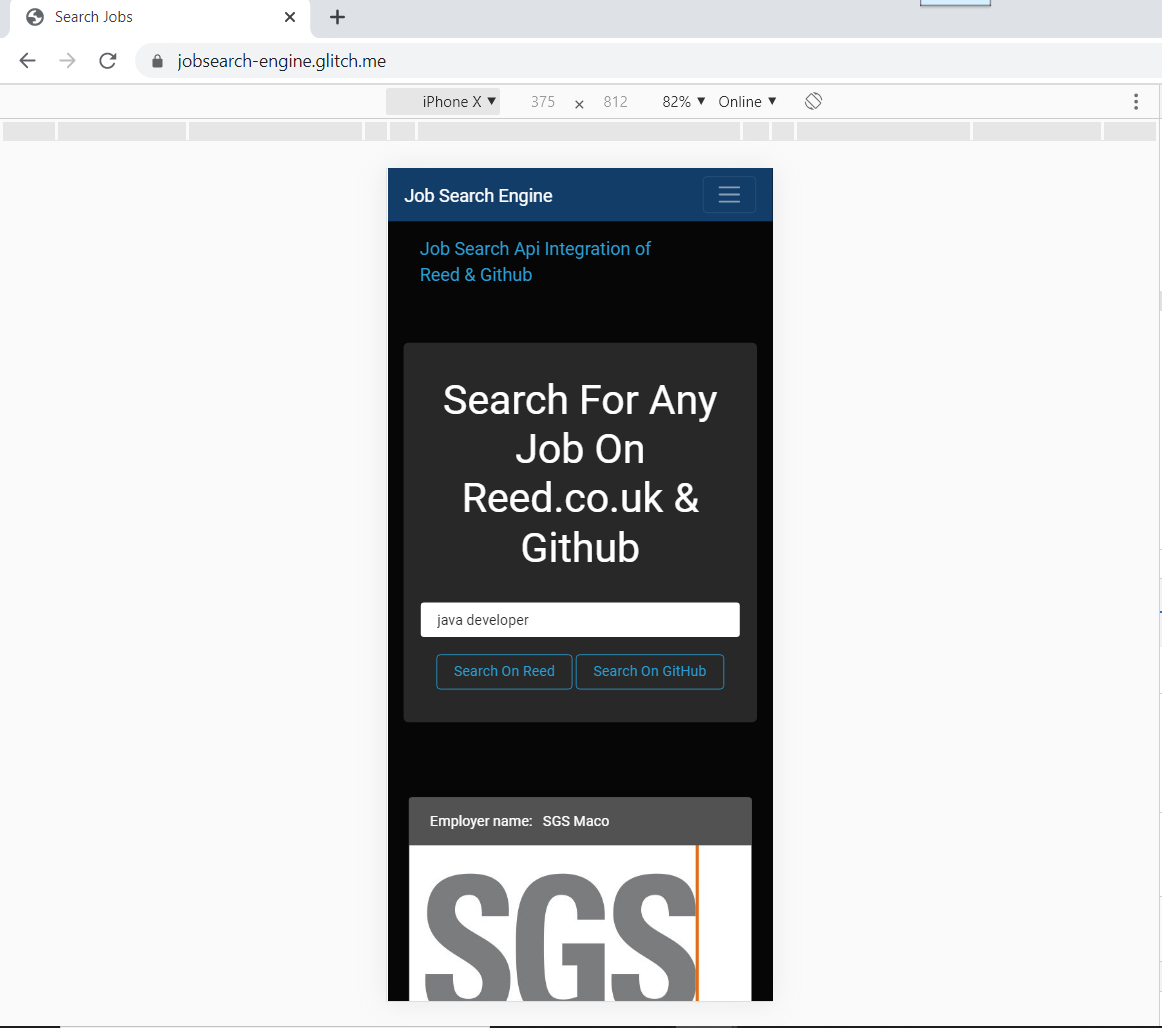 Search Jobs
jobsearch-engine.glitch.me
iPhone X 375 × 812 82% Online
Job Search Engine
Job Search Api Integration of
Reed & Github
Search For Any
Job On
Reed.co.uk &
Github
java developer
Search On Reed Search On GitHub
Employer name: SGS Maco
SGS